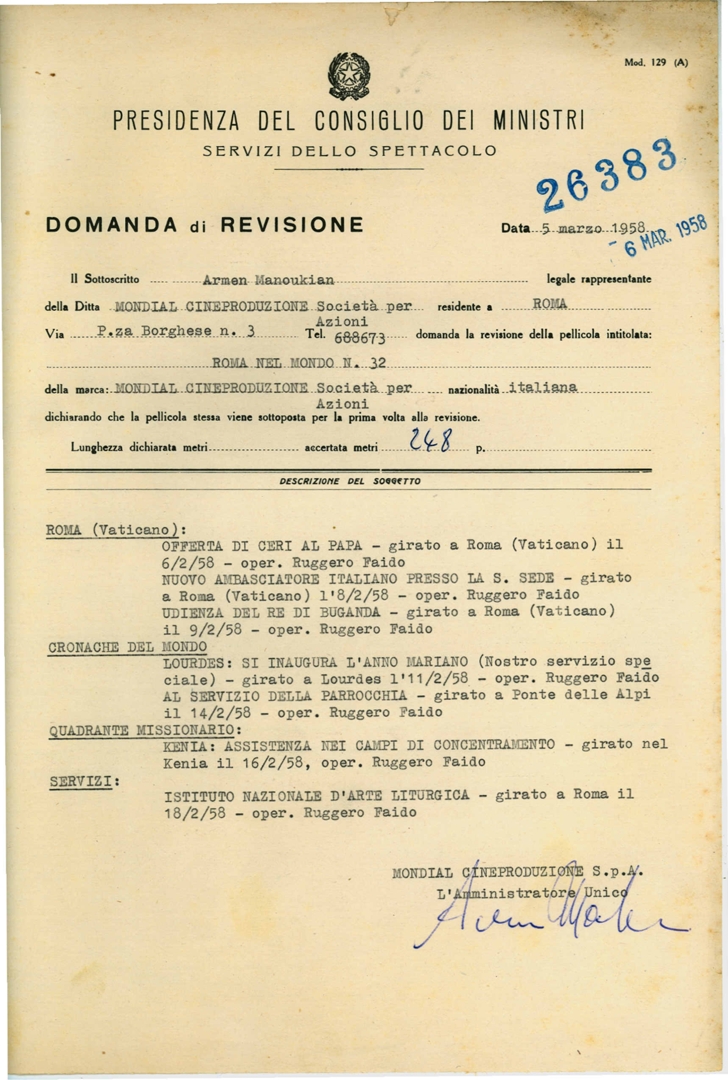 Mod. 129 (A)
PRESIDENZA DEL CONSIGLIO DEI MINISTRI
SERVIZI DELLO SPETTACOLO
26383
DOMANDA di REVISIONE
Data 5 marzo 1958
- 6 MAR. 1958
Il Sottoscritto Armen Manoukian legale rappresentante
della Ditta MONDIAL CINEPRODUZIONE Società per Azioni residente a ROMA
Via P.za Borghese n. 3 Tel. 688673 domanda la revisione della pellicola intitolata:
ROMA NEL MONDO N. 32
della marca: MONDIAL CINEPRODUZIONE Società per Azioni nazionalità italiana
dichiarando che la pellicola stessa viene sottoposta per la prima volta alla revisione.
Lunghezza dichiarata metri accertata metri 248 p.
DESCRIZIONE DEL SOGGETTO
ROMA (Vaticano):
OFFERTA DI CERI AL PAPA - girato a Roma (Vaticano) il
6/2/58 - oper. Ruggero Faido
NUOVO AMBASCIATORE ITALIANO PRESSO LA S. SEDE - girato
a Roma (Vaticano) l'8/2/58 - oper. Ruggero Faido
UDIENZA DEL RE DI BUGANDA - girato a Roma (Vaticano)
il 9/2/58 - oper. Ruggero Faido
CRONACHE DEL MONDO
LOURDES: SI INAUGURA L'ANNO MARIANO (Nostro servizio spe
ciale) - girato a Lourdes l'11/2/58 - oper. Ruggero Faido
AL SERVIZIO DELLA PARROCCHIA - girato a Ponte delle Alpi
il 14/2/58 - oper. Ruggero Faido
QUADRANTE MISSIONARIO:
KENIA: ASSISTENZA NEI CAMPI DI CONCENTRAMENTO - girato nel
Kenia il 16/2/58, oper. Ruggero Faido
SERVIZI:
ISTITUTO NAZIONALE D'ARTE LITURGICA - girato a Roma il
18/2/58 - oper. Ruggero Faido
MONDIAL CINEPRODUZIONE S.p.A.
L'Amministratore Unico